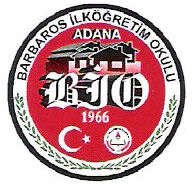 BARBAROS İLKÖĞRETİM OKULU
ADANA
BİO
1966